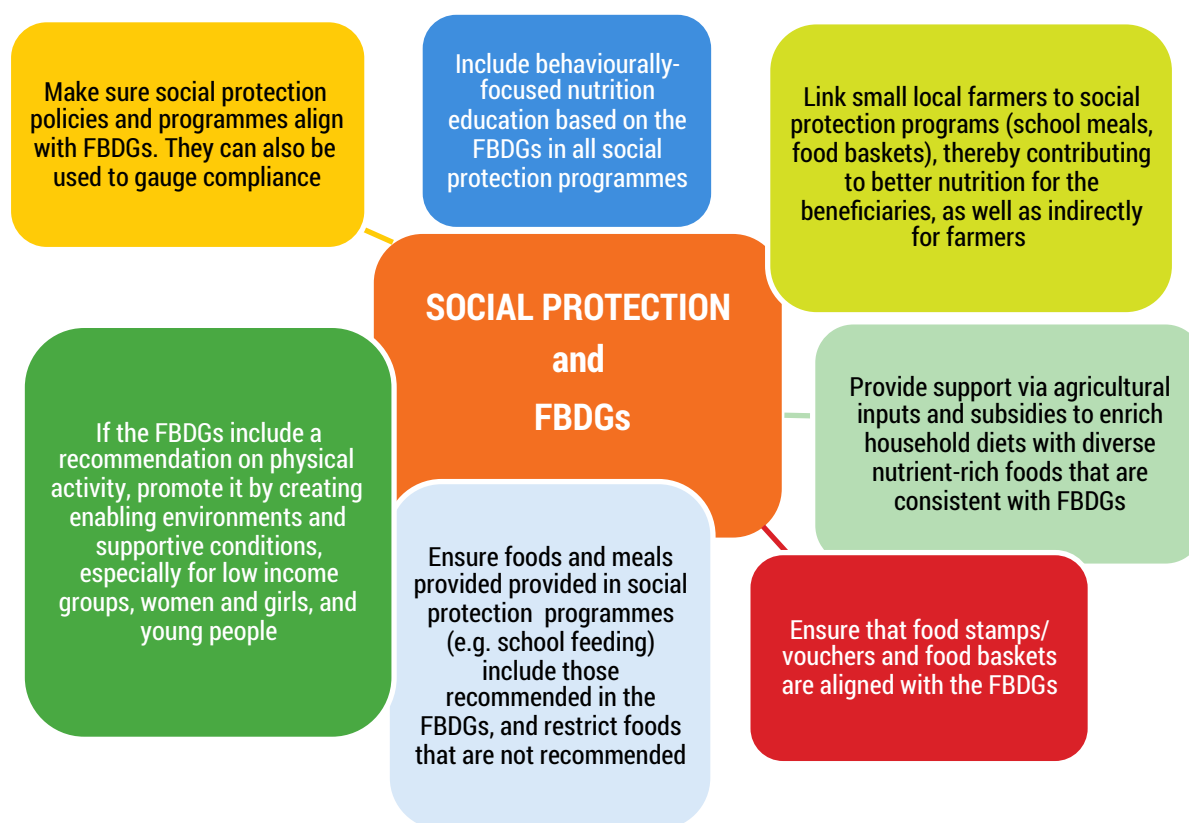 Make sure social protection
policies and programmes align
with FBDGs. They can also be
used to gauge compliance
Include behaviourally-
focused nutrition
education based on the
FBDGs in all social
protection programmes
Link small local farmers to social
protection programs (school meals,
food baskets), thereby contributing
to better nutrition for the
beneficiaries, as well as indirectly
for farmers
SOCIAL PROTECTION
and
FBDGs
If the FBDGs include a
recommendation on physical
activity, promote it by creating
enabling environments and
supportive conditions,
especially for low income
groups, women and girls, and
young people
Provide support via agricultural
inputs and subsidies to enrich
household diets with diverse
nutrient-rich foods that are
consistent with FBDGs
Ensure foods and meals
provided provided in social
protection programmes
(e.g. school feeding)
include those
recommended in the
FBDGs, and restrict foods
that are not recommended
Ensure that food stamps/
vouchers and food baskets
are aligned with the FBDGs